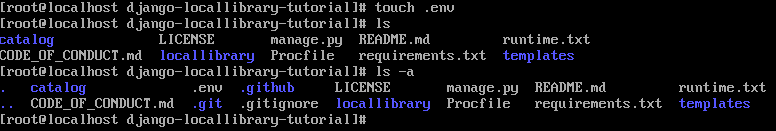 [root@localhost django-locallibrary-tutorial]# touch .env
[root@localhost django-locallibrary-tutorial]# ls
catalog LICENSE manage.py README.md runtime.txt
CODE_OF_CONDUCT.md locallibrary Procfile requirements.txt templates
[root@localhost django-locallibrary-tutorial]# ls -a
. catalog .env .github LICENSE manage.py README.md runtime.txt
.. CODE_OF_CONDUCT.md .git .gitignore locallibrary Procfile requirements.txt templates
[root@localhost django-locallibrary-tutorial]#